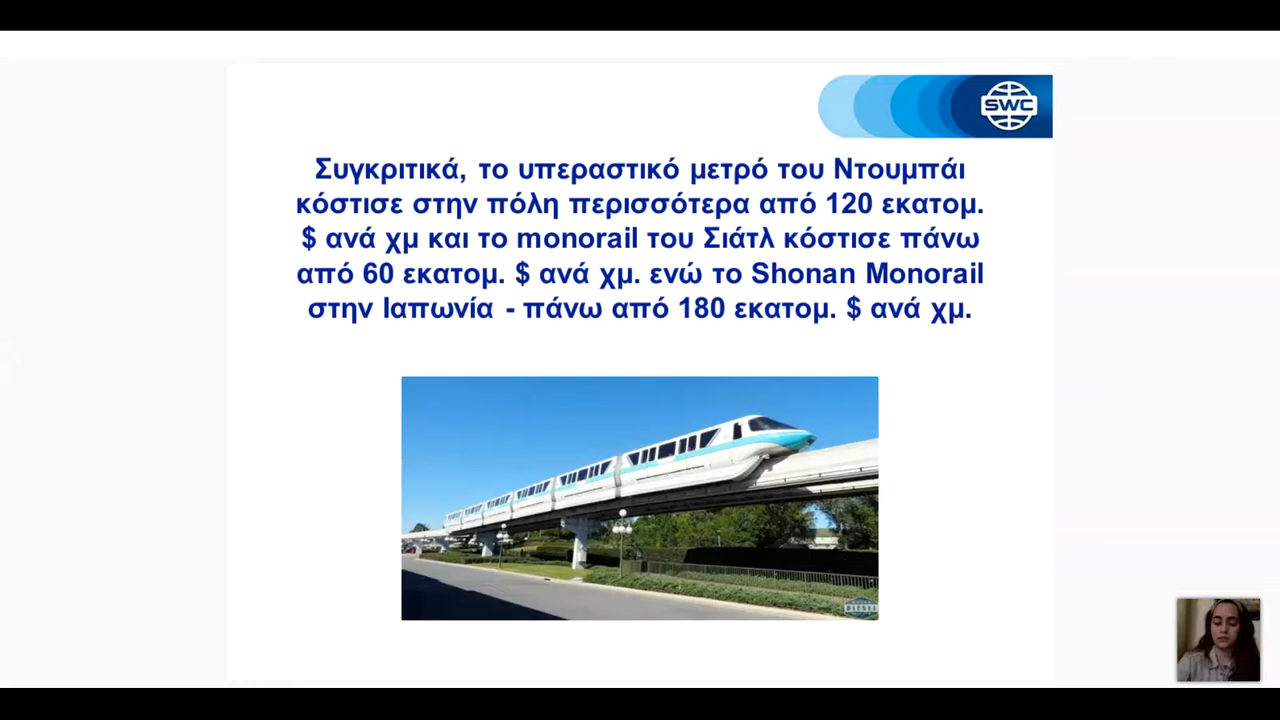 SWC
Συγκριτικά, το υπεραστικό μετρό του Ντουμπάι
κόστισε στην πόλη περισσότερα από 120 εκατομ.
$ ανά χμ και το monorail του Σιάτλ κόστισε πάνω
από 60 εκατομ. $ ανά χμ. ενώ το Shonan Monorail
στην Ιαπωνία - πάνω από 180 εκατομ. $ ανά χμ.